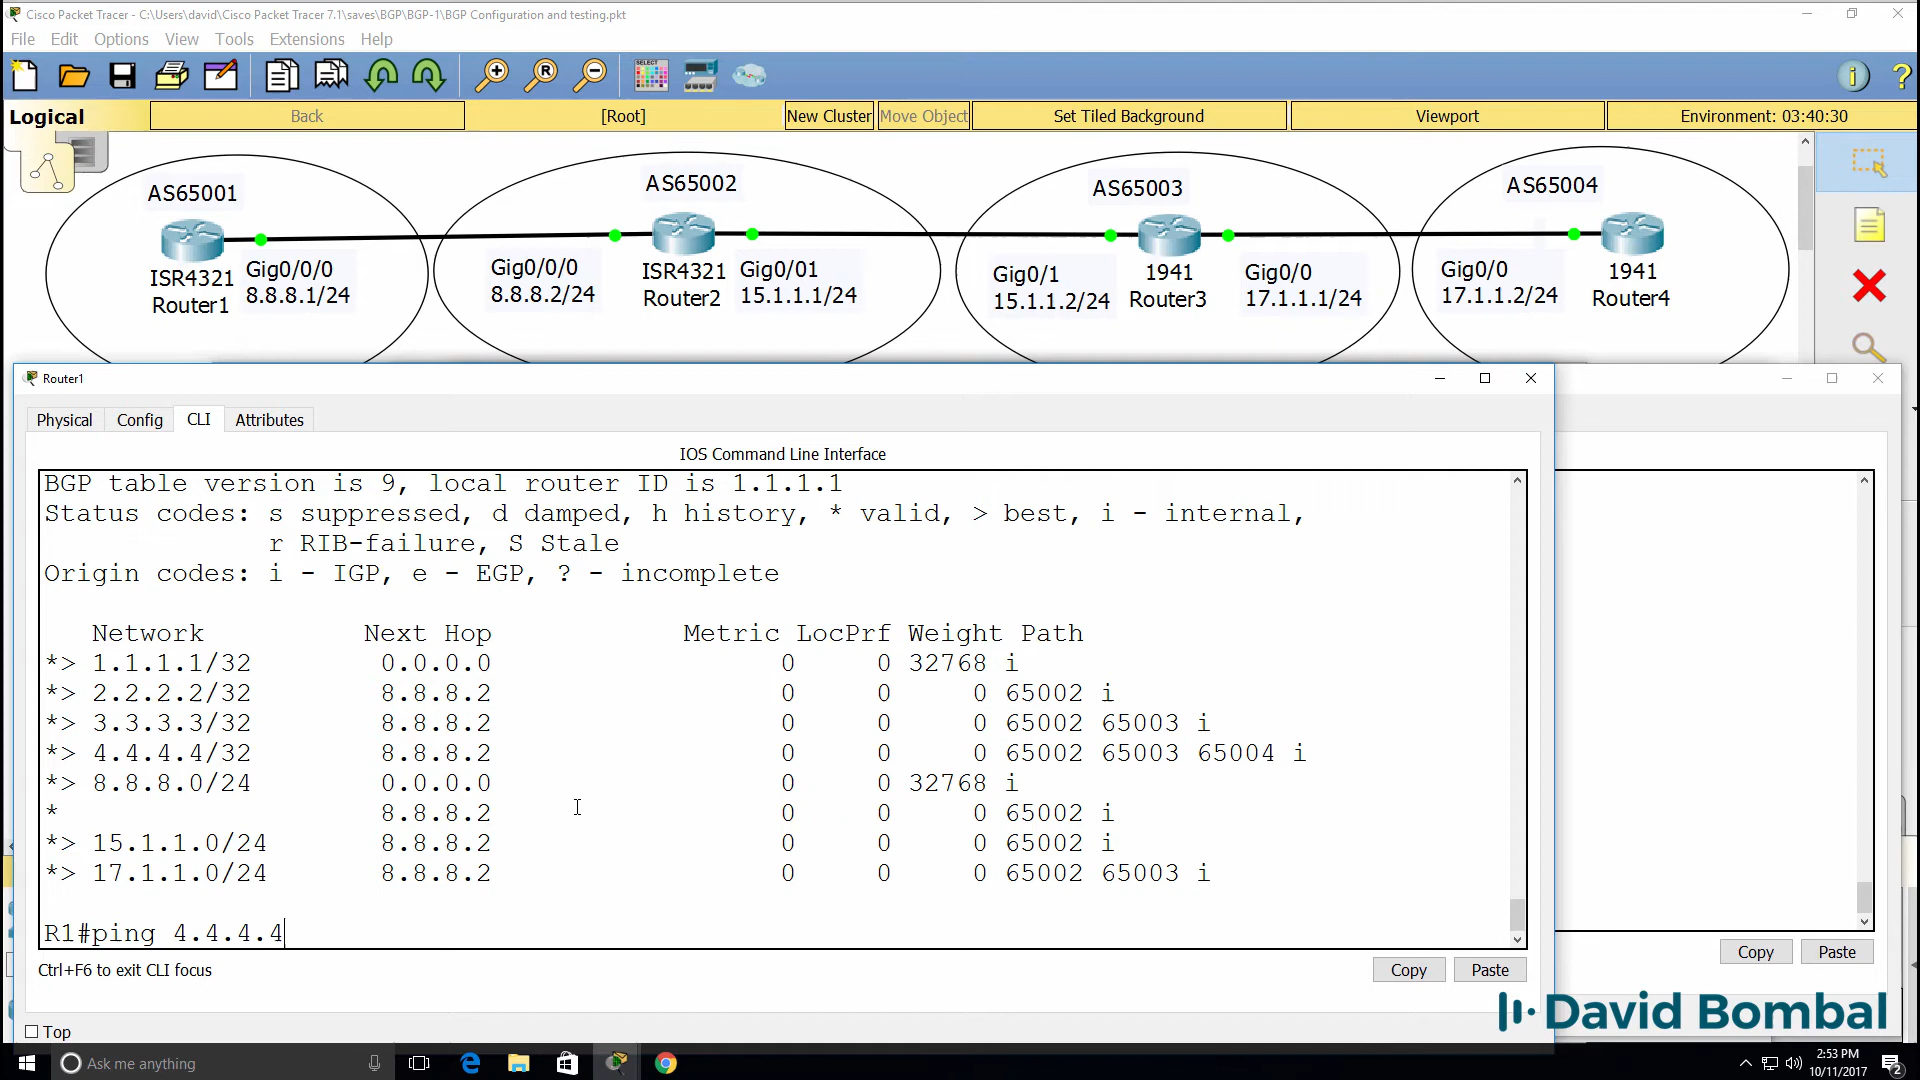 Cisco Packet Tracer - C:\Users\david\Cisco Packet Tracer 7.1\saves\BGP\BGP-1\BGP Configuration and testing.pkt
File Edit Options View Tools Extensions Help
SELECT
Logical Back [Root] New Cluster Move Object Set Tiled Background Viewport Environment: 03:40:30
AS65001 AS65002 AS65003 AS65004
ISR4321
Router1
Gig0/0/0
8.8.8.1/24
Gig0/0/0
8.8.8.2/24
ISR4321
Router2
Gig0/01
15.1.1.1/24
Gig0/1
15.1.1.2/24
1941
Router3
Gig0/0
17.1.1.1/24
Gig0/0
17.1.1.2/24
1941
Router4
Router1
Physical Config CLI Attributes
IOS Command Line Interface
BGP table version is 9, local router ID is 1.1.1.1
Status codes: s suppressed, d damped, h history, * valid, > best, i - internal,
r RIB-failure, S Stale
Origin codes: i - IGP, e - EGP, ? - incomplete
Network Next Hop Metric LocPrf Weight Path
*> 1.1.1.1/32 0.0.0.0 0 0 32768 i
*> 2.2.2.2/32 8.8.8.2 0 0 0 65002 i
*> 3.3.3.3/32 8.8.8.2 0 0 0 65002 65003 i
*> 4.4.4.4/32 8.8.8.2 0 0 0 65002 65003 65004 i
*> 8.8.8.0/24 0.0.0.0 0 0 32768 i
* 8.8.8.2 0 0 0 65002 i
*> 15.1.1.0/24 8.8.8.2 0 0 0 65002 i
*> 17.1.1.0/24 8.8.8.2 0 0 0 65002 65003 i
R1#ping 4.4.4.4
Ctrl+F6 to exit CLI focus Copy Paste
Copy Paste
Top
David Bombal
Ask me anything
2:53 PM
10/11/2017
2